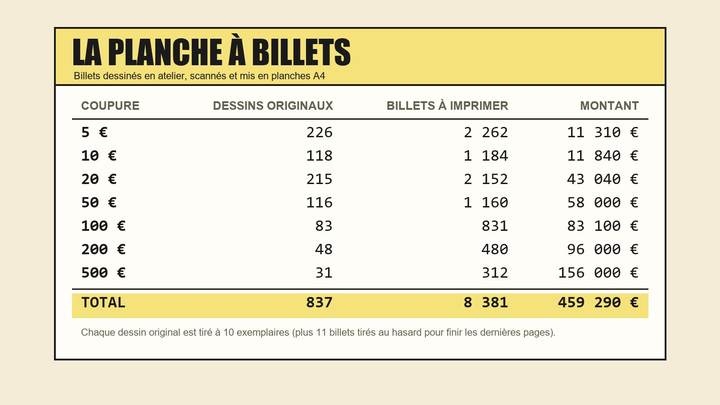 LA PLANCHE À BILLETS
Billets dessinés en atelier, scannés et mis en planches A4
COUPURE DESSINS ORIGINAUX BILLETS À IMPRIMER MONTANT
5 € 226 2 262 11 310 €
10 € 118 1 184 11 840 €
20 € 215 2 152 43 040 €
50 € 116 1 160 58 000 €
100 € 83 831 83 100 €
200 € 48 480 96 000 €
500 € 31 312 156 000 €
TOTAL 837 8 381 459 290 €
Chaque dessin original est tiré à 10 exemplaires (plus 11 billets tirés au hasard pour finir les dernières pages).